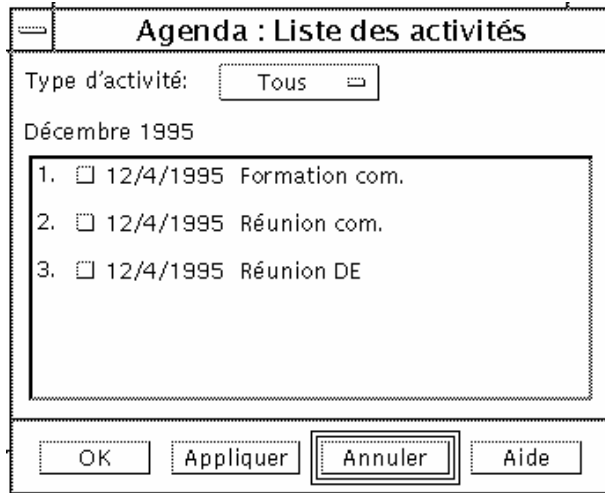 Agenda : Liste des activités
Type d'activité: Tous
Décembre 1995
1. 12/4/1995 Formation com.
2. 12/4/1995 Réunion com.
3. 12/4/1995 Réunion DE
OK Appliquer Annuler Aide